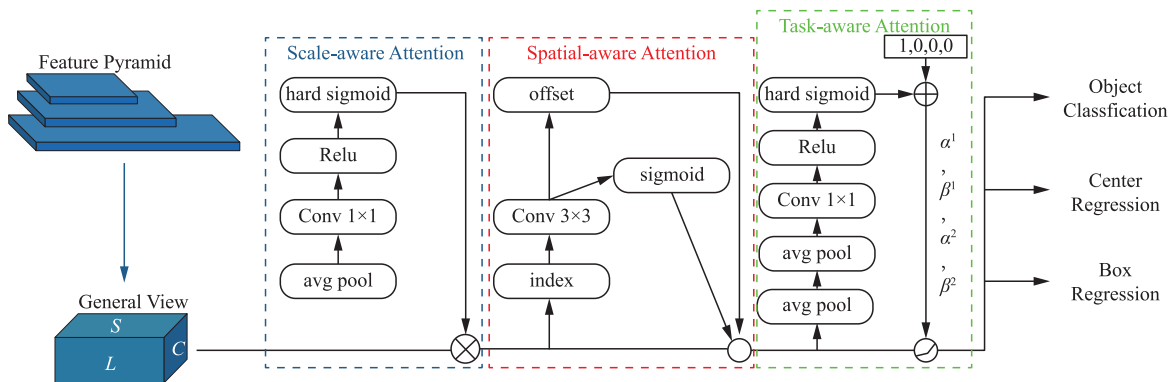 Feature Pyramid
General View
S
L
C
Scale-aware Attention
hard sigmoid
Relu
Conv 1×1
avg pool
Spatial-aware Attention
offset
sigmoid
Conv 3×3
index
Task-aware Attention
1,0,0,0
hard sigmoid
Relu
Conv 1×1
avg pool
avg pool
α¹
,
β¹
,
α²
,
β²
Object
Classfication
Center
Regression
Box
Regression